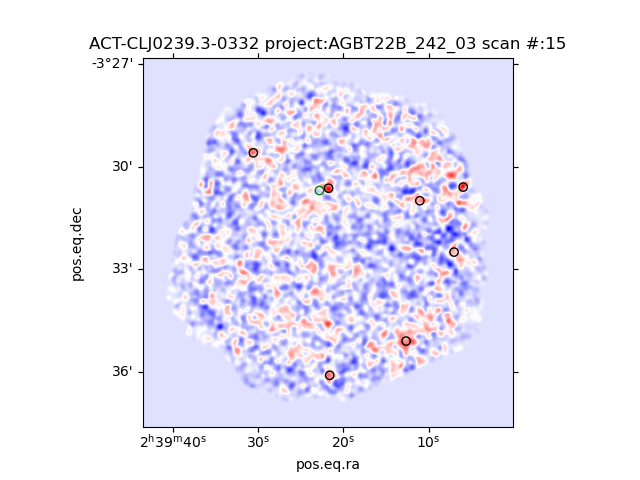 ACT-CLJ0239.3-0332 project:AGBT22B_242_03 scan #:15
-3°27'
30'
33'
36'
pos.eq.dec
2ʰ39ᵐ40ˢ 30ˢ 20ˢ 10ˢ
pos.eq.ra